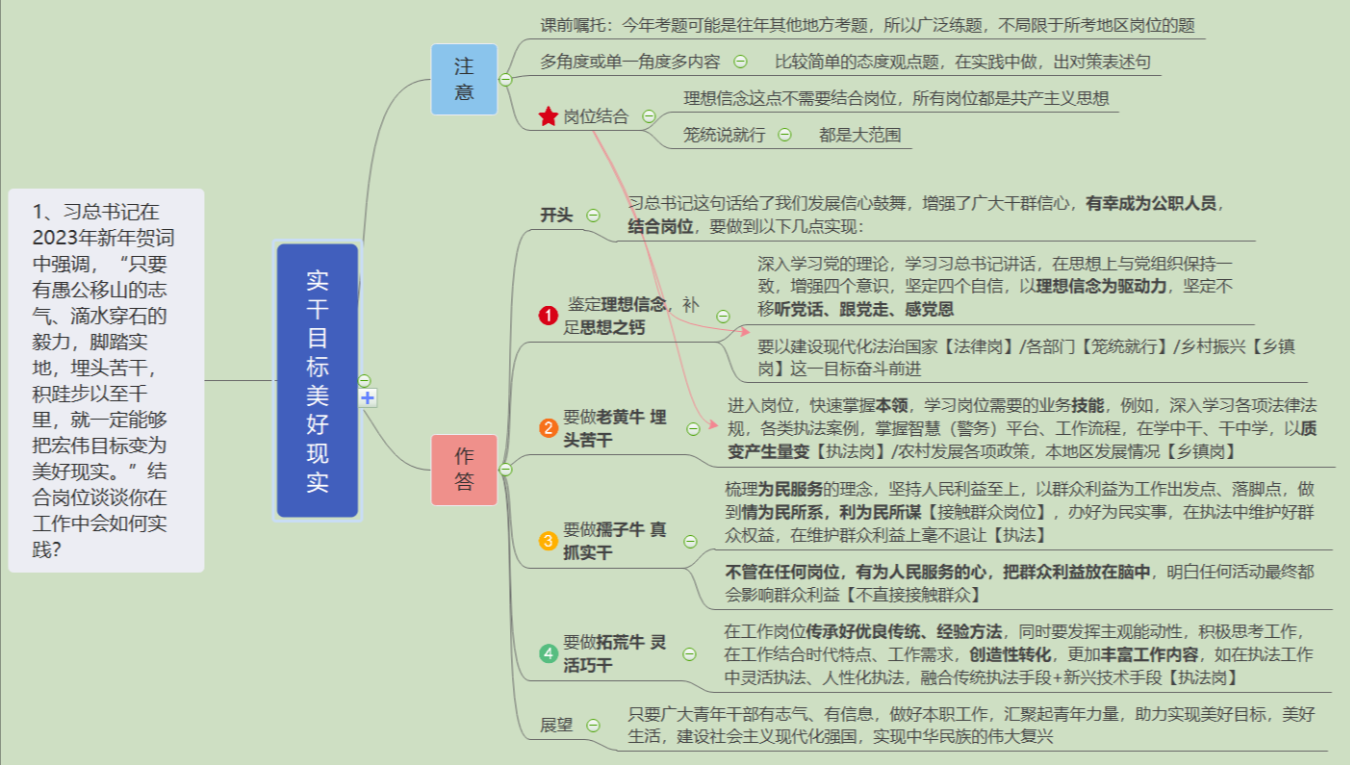 1、习总书记在
2023年新年贺词
中强调，“只要
有愚公移山的志
气、滴水穿石的
毅力，脚踏实
地，埋头苦干，
积跬步以至千
里，就一定能够
把宏伟目标变为
美好现实。”结
合岗位谈谈你在
工作中会如何实
践？
实干目标美好现实
注意
课前嘱托：今年考题可能是往年其他地方考题，所以广泛练题，不局限于所考地区岗位的题
多角度或单一角度多内容
比较简单的态度观点题，在实践中做，出对策表述句
岗位结合
理想信念这点不需要结合岗位，所有岗位都是共产主义思想
笼统说就行
都是大范围
作答
开头
习总书记这句话给了我们发展信心鼓舞，增强了广大干群信心，有幸成为公职人员，
结合岗位，要做到以下几点实现：
1 鉴定理想信念，补
足思想之钙
深入学习党的理论，学习习总书记讲话，在思想上与党组织保持一
致，增强四个意识，坚定四个自信，以理想信念为驱动力，坚定不
移听党话、跟党走、感党恩
要以建设现代化法治国家【法律岗】/各部门【笼统就行】/乡村振兴【乡镇
岗】这一目标奋斗前进
2 要做老黄牛 埋
头苦干
进入岗位，快速掌握本领，学习岗位需要的业务技能，例如，深入学习各项法律法
规，各类执法案例，掌握智慧（警务）平台、工作流程，在学中干、干中学，以质
变产生量变【执法岗】/农村发展各项政策，本地区发展情况【乡镇岗】
3 要做孺子牛 真
抓实干
梳理为民服务的理念，坚持人民利益至上，以群众利益为工作出发点、落脚点，做
到情为民所系，利为民所谋【接触群众岗位】，办好为民实事，在执法中维护好群
众权益，在维护群众利益上毫不退让【执法】
不管在任何岗位，有为人民服务的心，把群众利益放在脑中，明白任何活动最终都
会影响群众利益【不直接接触群众】
4 要做拓荒牛 灵
活巧干
在工作岗位传承好优良传统、经验方法，同时要发挥主观能动性，积极思考工作，
在工作结合时代特点、工作需求，创造性转化，更加丰富工作内容，如在执法工作
中灵活执法、人性化执法，融合传统执法手段+新兴技术手段【执法岗】
展望
只要广大青年干部有志气、有信息，做好本职工作，汇聚起青年力量，助力实现美好目标，美好
生活，建设社会主义现代化强国，实现中华民族的伟大复兴